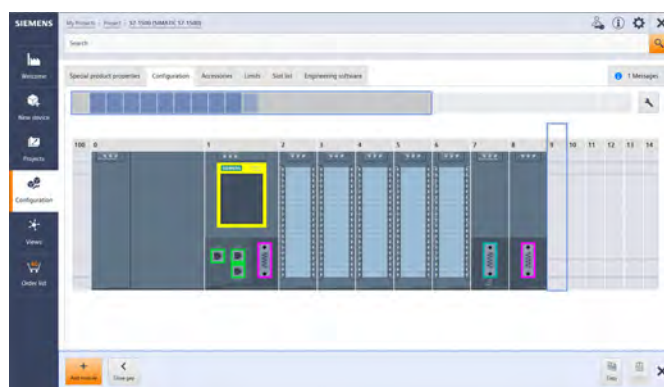 SIEMENS
My Projects / Project / S7-1500 (SIMATIC S7-1500)
Search
Welcome
New device
Projects
Configuration
Views
Order list
Special product properties
Configuration
Accessories
Limits
Slot list
Engineering software
1 Messages
100 0 1 2 3 4 5 6 7 8 9 10 11 12 13 14
SIEMENS
Add module
Close gap
Copy